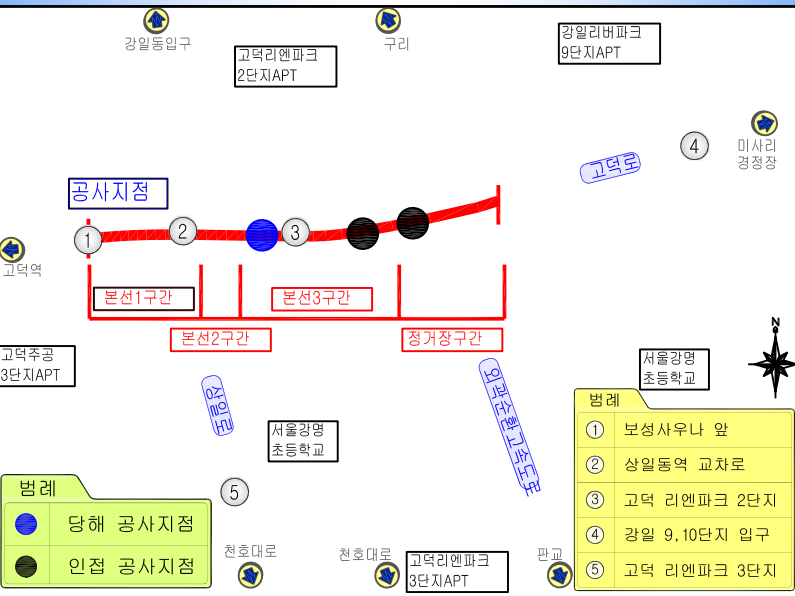 강일동입구
구리
고덕리엔파크
2단지APT
강일리버파크
9단지APT
4
미사리
경정장
고덕로
공사지점
1
2
3
고덕역
본선1구간
본선3구간
본선2구간
정거장구간
N
고덕주공
3단지APT
서울강명
초등학교
상일로
외곽순환고속도로
서울강명
초등학교
5
범례
당해 공사지점
인접 공사지점
천호대로
천호대로
고덕리엔파크
3단지APT
판교
범례
① 보성사우나 앞
② 상일동역 교차로
③ 고덕 리엔파크 2단지
④ 강일 9,10단지 입구
⑤ 고덕 리엔파크 3단지